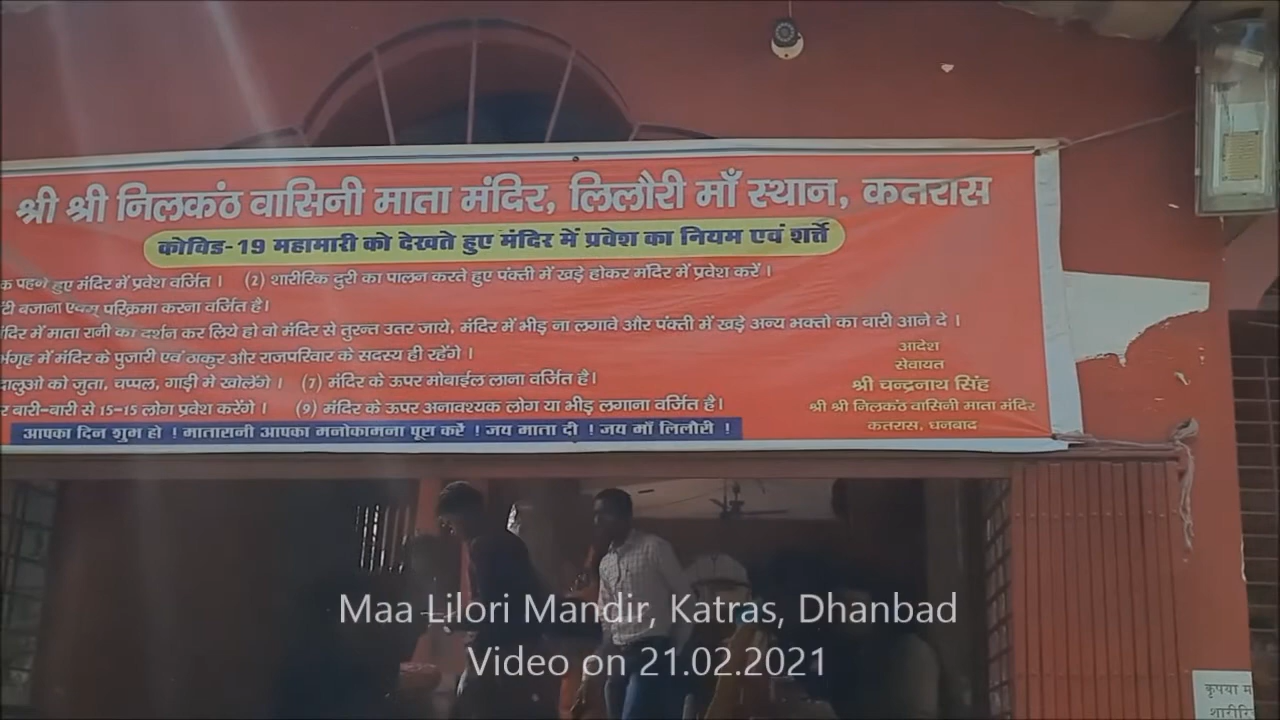 श्री श्री निलकंठ वासिनी माता मंदिर, लिलौरी माँ स्थान, कतरास
कोविड-19 महामारी को देखते हुए मंदिर में प्रवेश का नियम एवं शर्त्ते
पहने हुए मंदिर में प्रवेश वर्जित । (2) शारीरिक दुरी का पालन करते हुए पंक्ती में खड़े होकर मंदिर में प्रवेश करें ।
बजाना एवम् परिक्रमा करना वर्जित है।
में माता रानी का दर्शन कर लिये हो वो मंदिर से तुरन्त उतर जाये, मंदिर में भीड़ ना लगावे और पंक्ती में खड़े अन्य भक्तो का बारी आने दे ।
में मंदिर के पुजारी एवं ठाकुर और राजपरिवार के सदस्य ही रहेंगे ।
को जुता, चप्पल, गाड़ी मे खोलेंगे । (7) मंदिर के ऊपर मोबाईल लाना वर्जित है।
बारी-बारी से 15-15 लोग प्रवेश करेंगे । (9) मंदिर के ऊपर अनावश्यक लोग या भीड़ लगाना वर्जित है।
आपका दिन शुभ हो ! मातारानी आपका मनोकामना पूरा करें ! जय माता दी ! जय माँ लिलौरी !
आदेश
सेवायत
श्री चन्द्रनाथ सिंह
श्री श्री निलकंठ वासिनी माता मंदिर
कतरास, धनबाद
Maa Lilori Mandir, Katras, Dhanbad
Video on 21.02.2021
कृपया